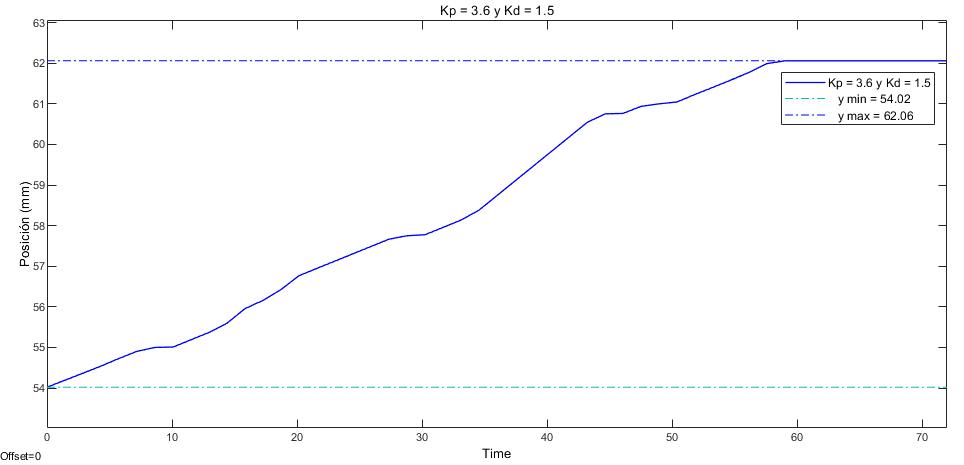 Kp = 3.6 y Kd = 1.5
63
62
61
60
59
58
57
56
55
54
Posición (mm)
Kp = 3.6 y Kd = 1.5
y min = 54.02
y max = 62.06
0
10
20
30
40
50
60
70
Time
Offset=0